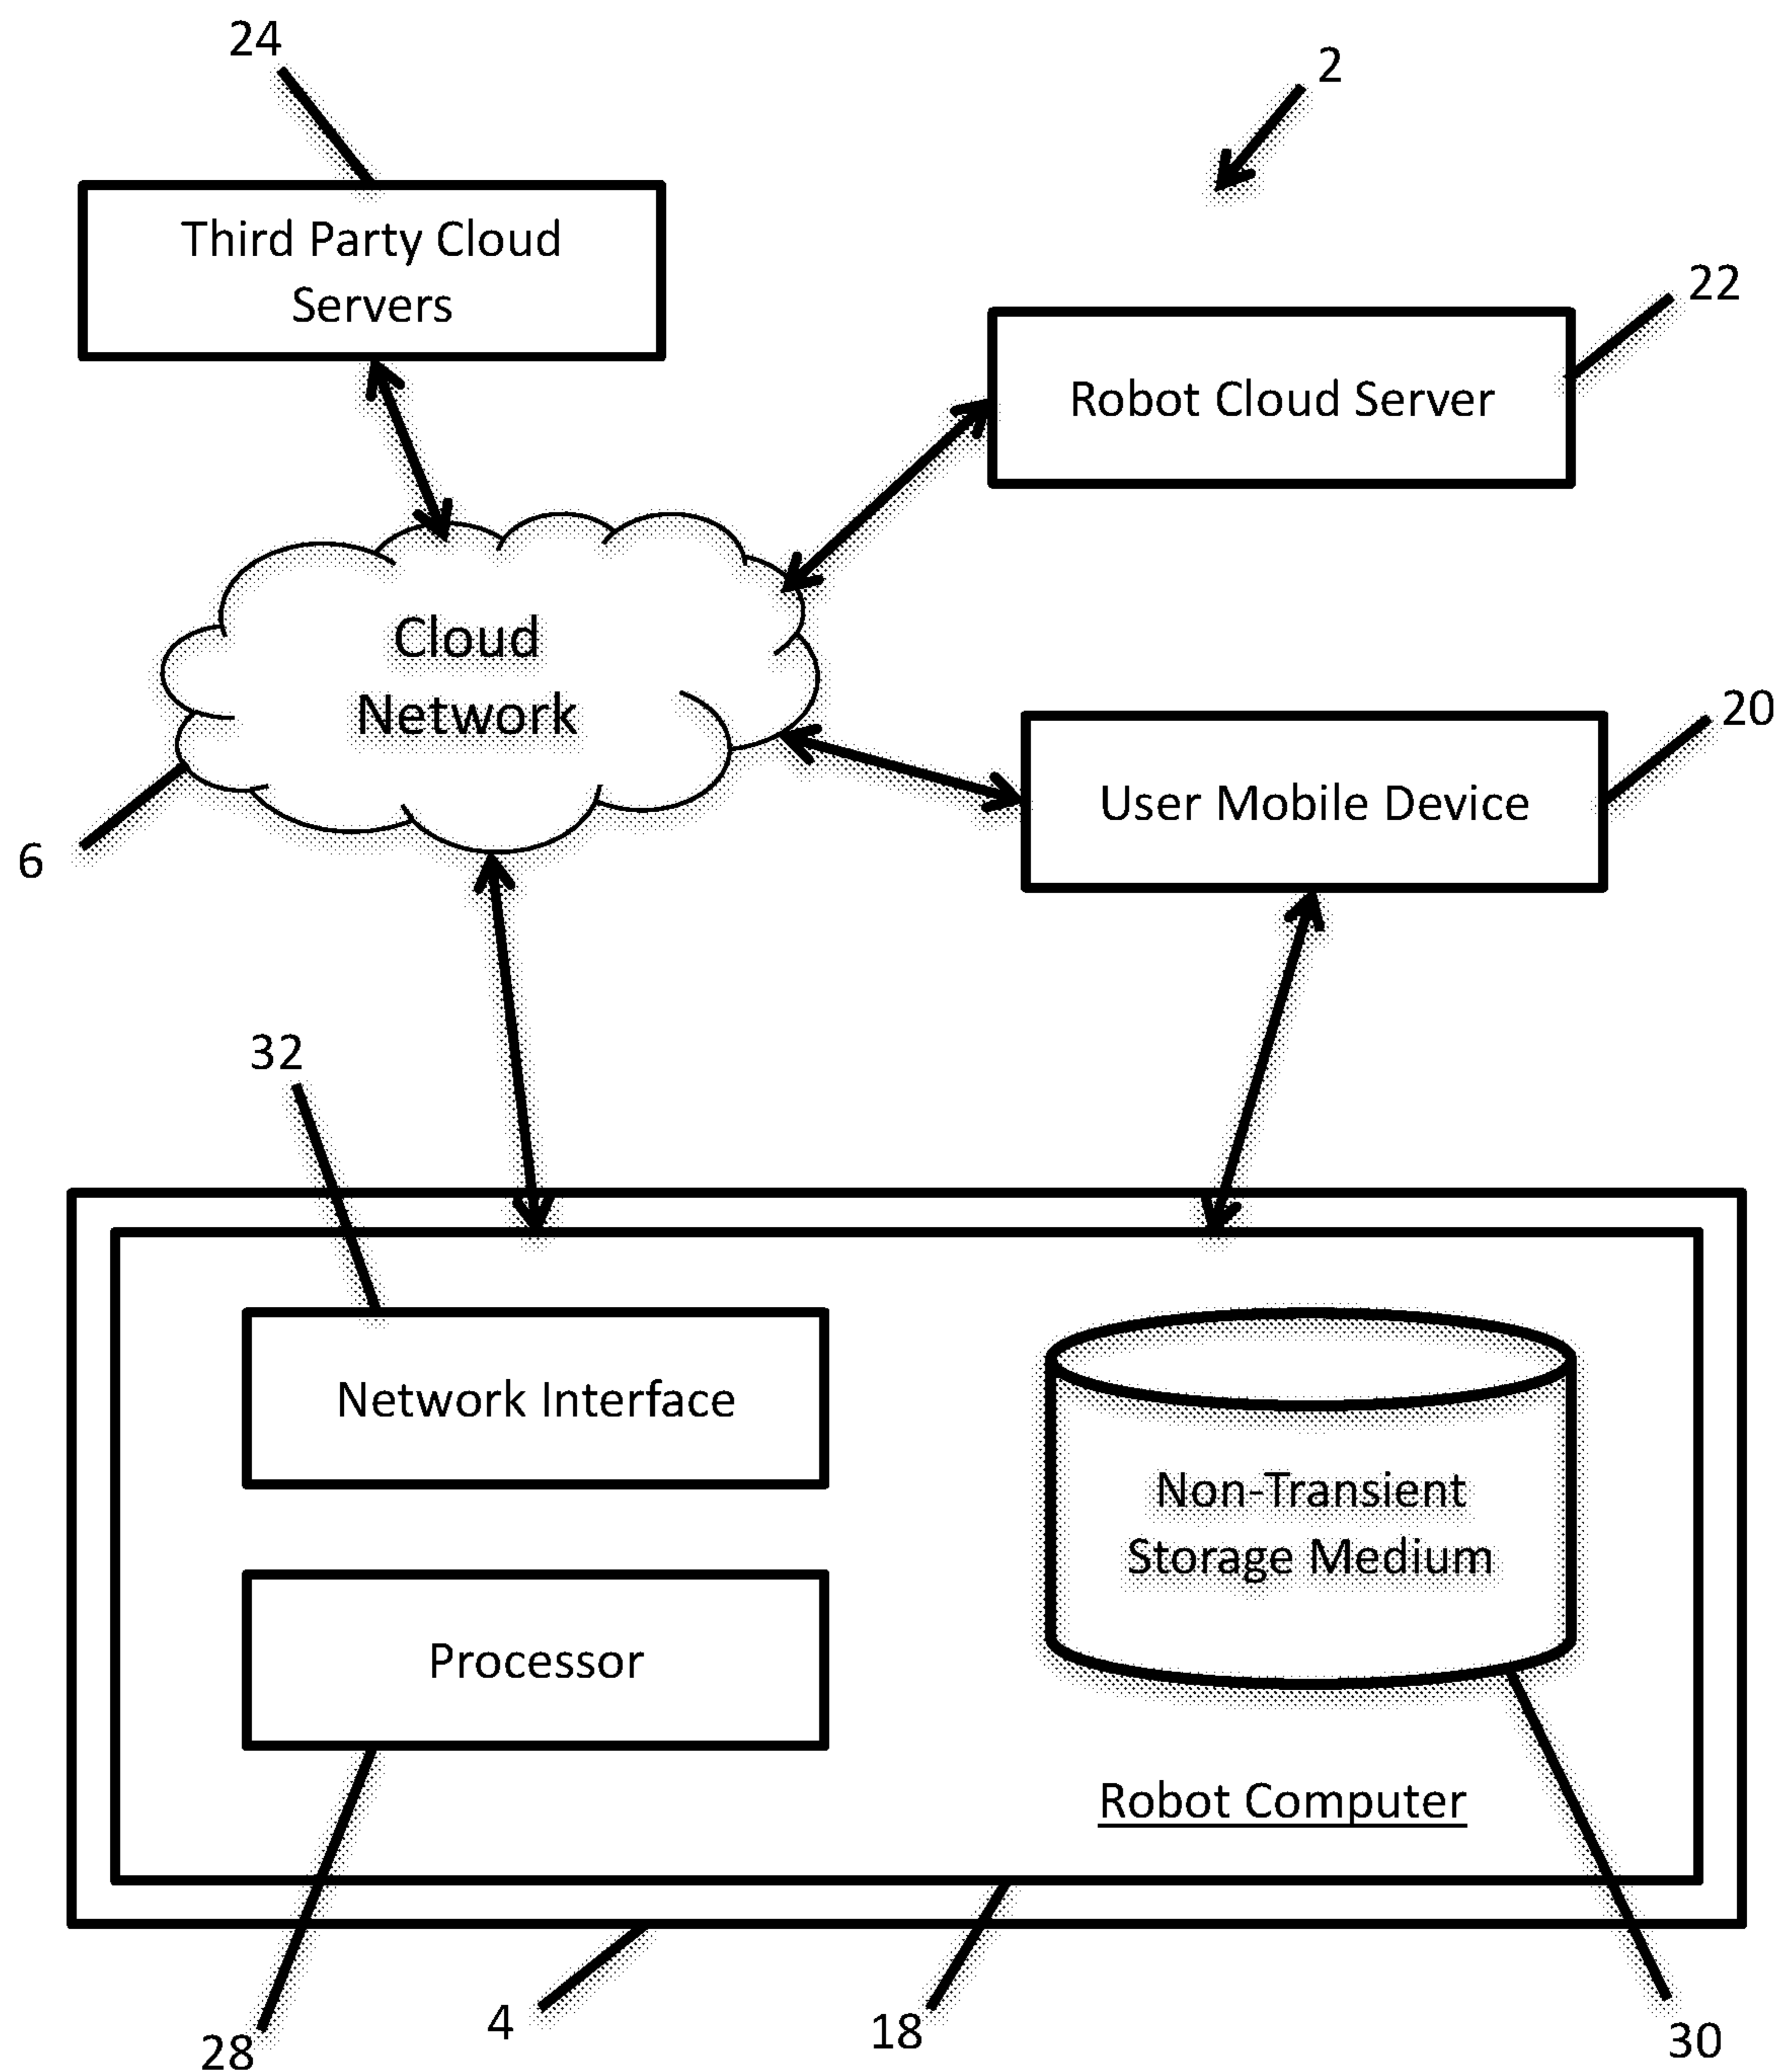 24
2
Third Party Cloud
Servers
22
Robot Cloud Server
Cloud
Network
20
User Mobile Device
6
32
Network Interface
Non-Transient
Storage Medium
Processor
Robot Computer
28
4
18
30